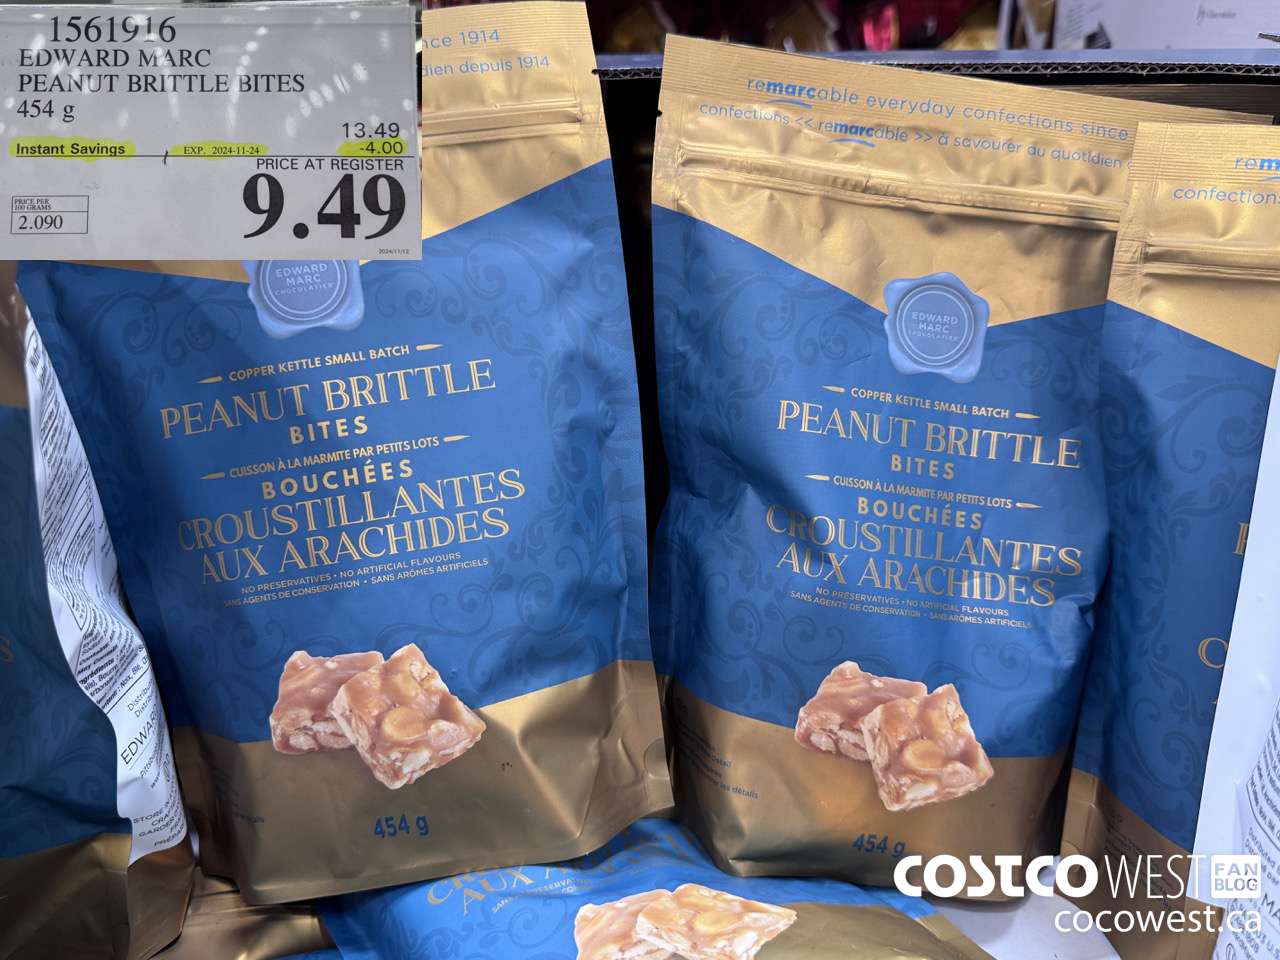 1561916
EDWARD MARC
PEANUT BRITTLE BITES
454 g
13.49
Instant Savings EXP. 2024-11-24 -4.00
PRICE AT REGISTER
9.49
PRICE PER
100 GRAMS
2.090
2024/11/12
nce 1914
dien depuis 1914
EDWARD
MARC
CHOCOLATIER
COPPER KETTLE SMALL BATCH
PEANUT BRITTLE
BITES
CUISSON À LA MARMITE PAR PETITS LOTS
BOUCHÉES
CROUSTILLANTES
AUX ARACHIDES
NO PRESERVATIVES • NO ARTIFICIAL FLAVOURS
SANS AGENTS DE CONSERVATION • SANS ARÔMES ARTIFICIELS
454 g
remarcable everyday confections since
confections << remarcable >> à savourer au quotidien
EDWARD
MARC
CHOCOLATIER
COPPER KETTLE SMALL BATCH
PEANUT BRITTLE
BITES
CUISSON À LA MARMITE PAR PETITS LOTS
BOUCHÉES
CROUSTILLANTES
AUX ARACHIDES
NO PRESERVATIVES • NO ARTIFICIAL FLAVOURS
SANS AGENTS DE CONSERVATION • SANS ARÔMES ARTIFICIELS
454 g
rem
confections
AUX
COSTCO WEST FAN BLOG
cocowest.ca